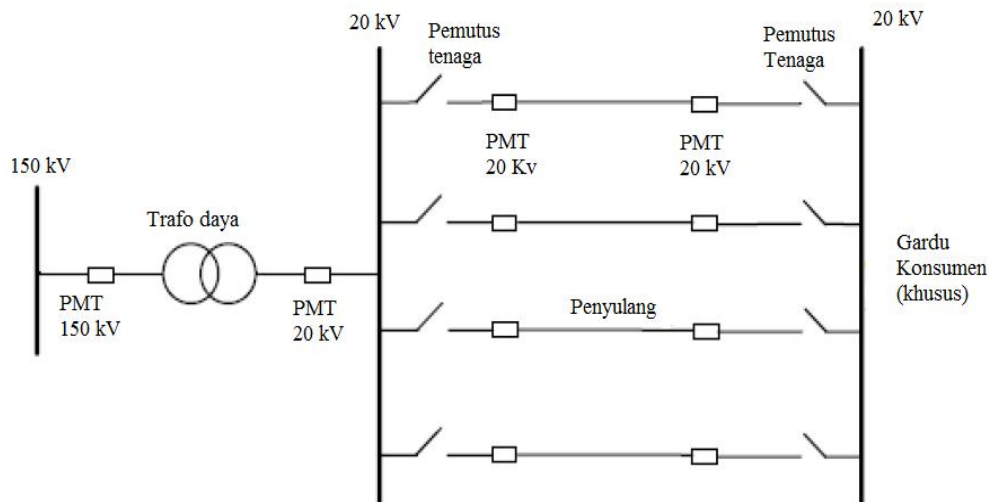 20 kV
20 kV
Pemutus
tenaga
Pemutus
Tenaga
PMT
20 Kv
PMT
20 kV
150 kV
Trafo daya
PMT
150 kV
PMT
20 kV
Penyulang
Gardu
Konsumen
(khusus)